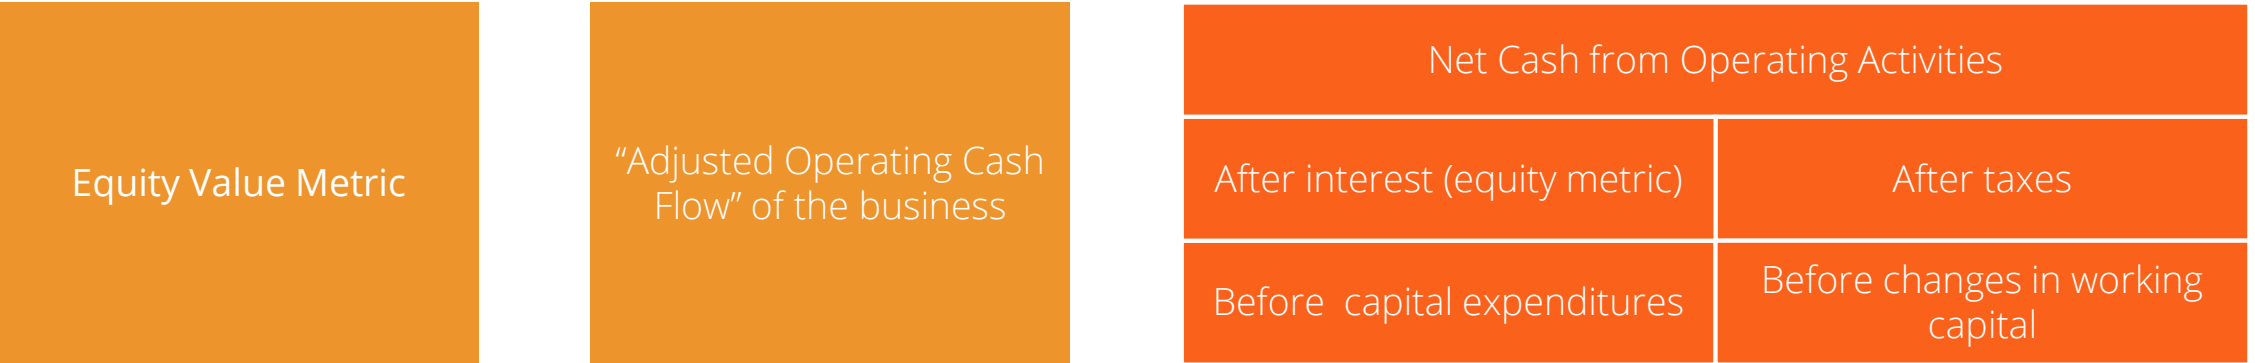 Equity Value Metric
“Adjusted Operating Cash
Flow” of the business
Net Cash from Operating Activities
After interest (equity metric)
After taxes
Before capital expenditures
Before changes in working
capital